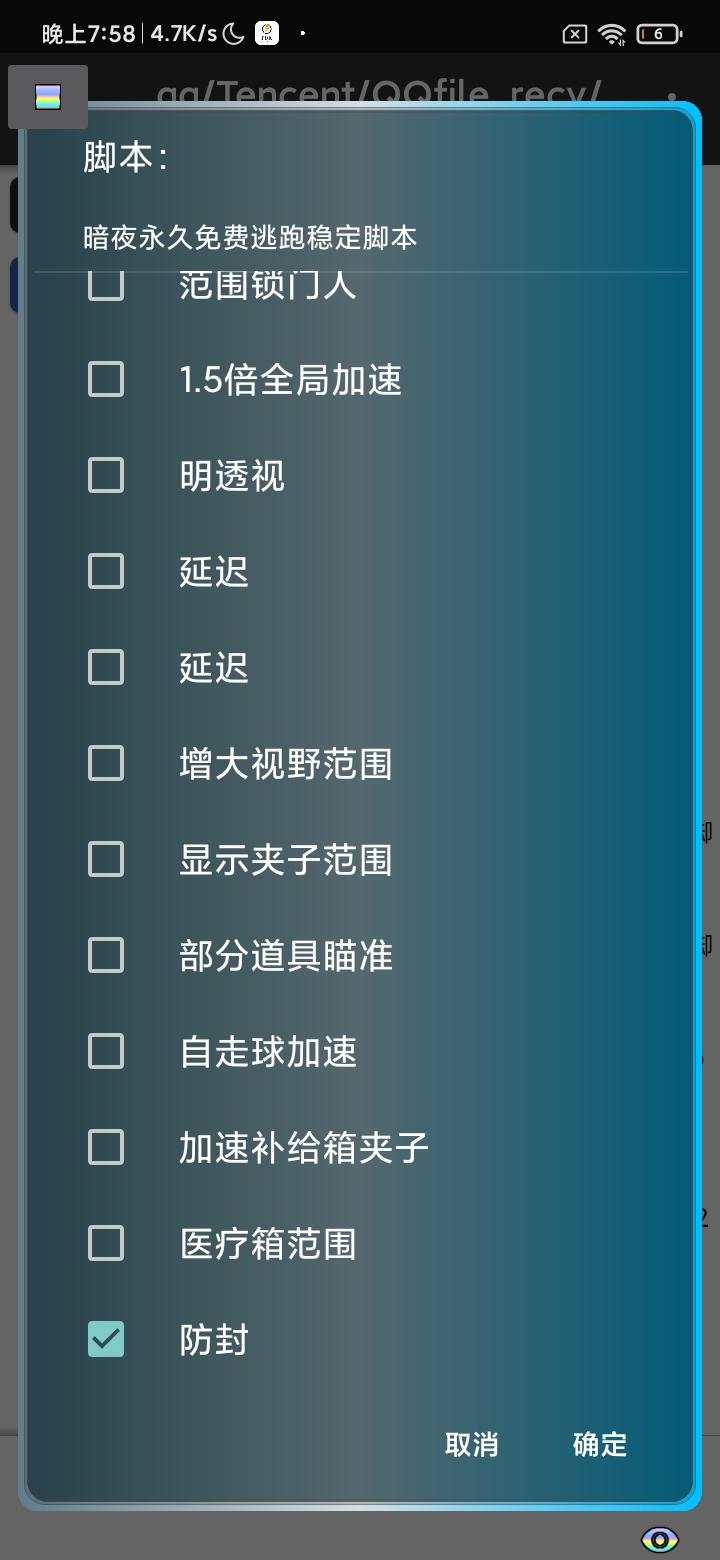 晚上7:58 4.7K/s 6
qq/Tencent/QQfile_recv/
脚本:
暗夜永久免费逃跑稳定脚本
范围锁门人
1.5倍全局加速
明透视
延迟
延迟
增大视野范围
显示夹子范围
部分道具瞄准
自走球加速
加速补给箱夹子
医疗箱范围
防封
取消 确定